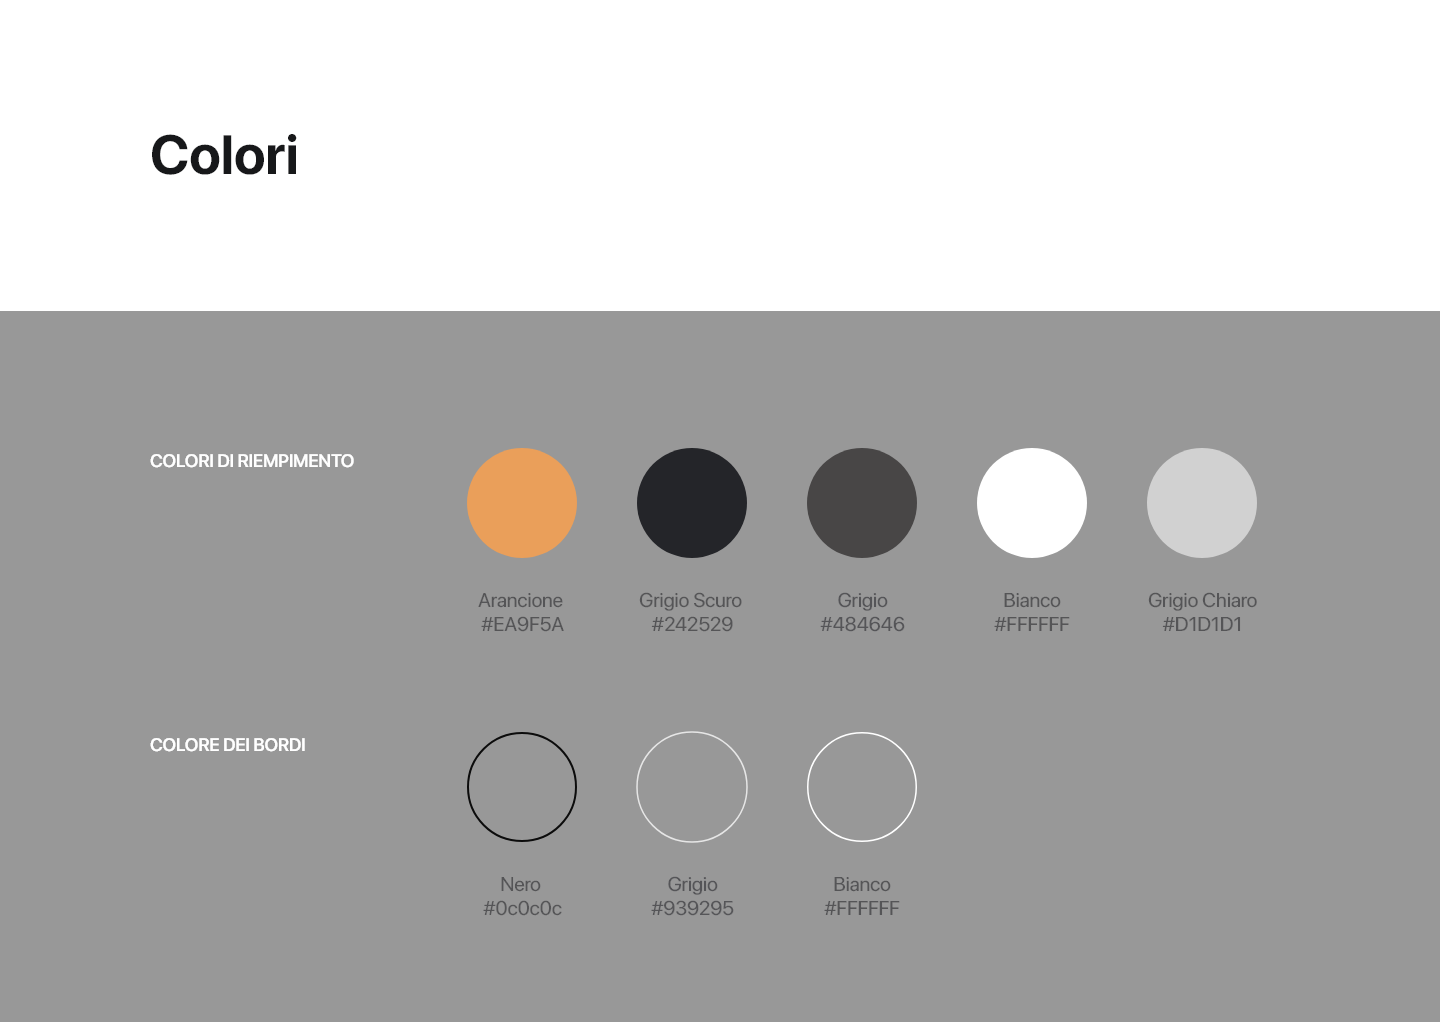 Colori
COLORI DI RIEMPIMENTO
Arancione
#EA9F5A
Grigio Scuro
#242529
Grigio
#484646
Bianco
#FFFFFF
Grigio Chiaro
#D1D1D1
COLORE DEI BORDI
Nero
#0c0c0c
Grigio
#939295
Bianco
#FFFFFF